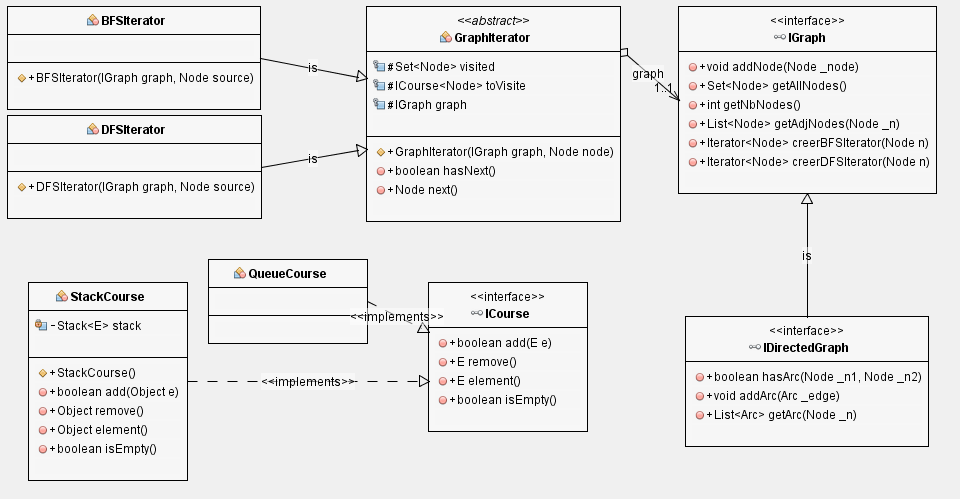 BFSIterator
+BFSIterator(IGraph graph, Node source)
DFSIterator
+DFSIterator(IGraph graph, Node source)
is
is
<<abstract>>
GraphIterator
#Set<Node> visited
#ICourse<Node> toVisite
#IGraph graph
+GraphIterator(IGraph graph, Node node)
+boolean hasNext()
+Node next()
graph
1..1
<<interface>>
IGraph
+void addNode(Node _node)
+Set<Node> getAllNodes()
+int getNbNodes()
+List<Node> getAdjNodes(Node _n)
+Iterator<Node> creerBFSIterator(Node n)
+Iterator<Node> creerDFSIterator(Node n)
is
QueueCourse
<<implements>>
StackCourse
-Stack<E> stack
+StackCourse()
+boolean add(Object e)
+Object remove()
+Object element()
+boolean isEmpty()
<<implements>>
<<interface>>
ICourse
+boolean add(E e)
+E remove()
+E element()
+boolean isEmpty()
<<interface>>
IDirectedGraph
+boolean hasArc(Node _n1, Node _n2)
+void addArc(Arc _edge)
+List<Arc> getArc(Node _n)